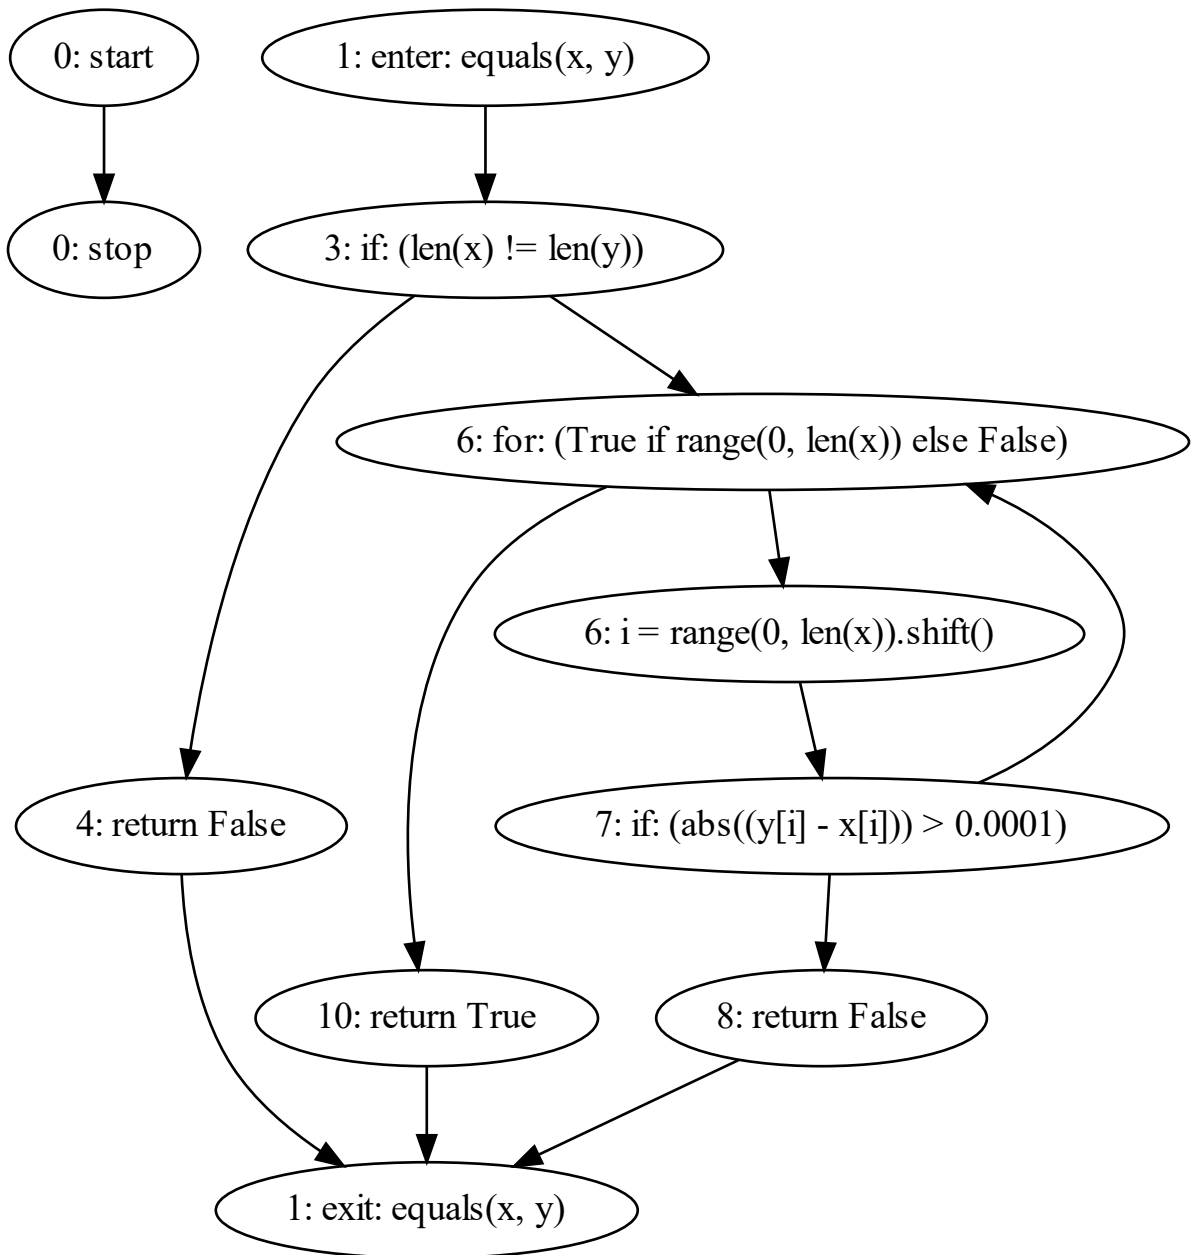 0: start
1: enter: equals(x, y)
0: stop
3: if: (len(x) != len(y))
6: for: (True if range(0, len(x)) else False)
6: i = range(0, len(x)).shift()
4: return False
7: if: (abs((y[i] - x[i])) > 0.0001)
10: return True
8: return False
1: exit: equals(x, y)